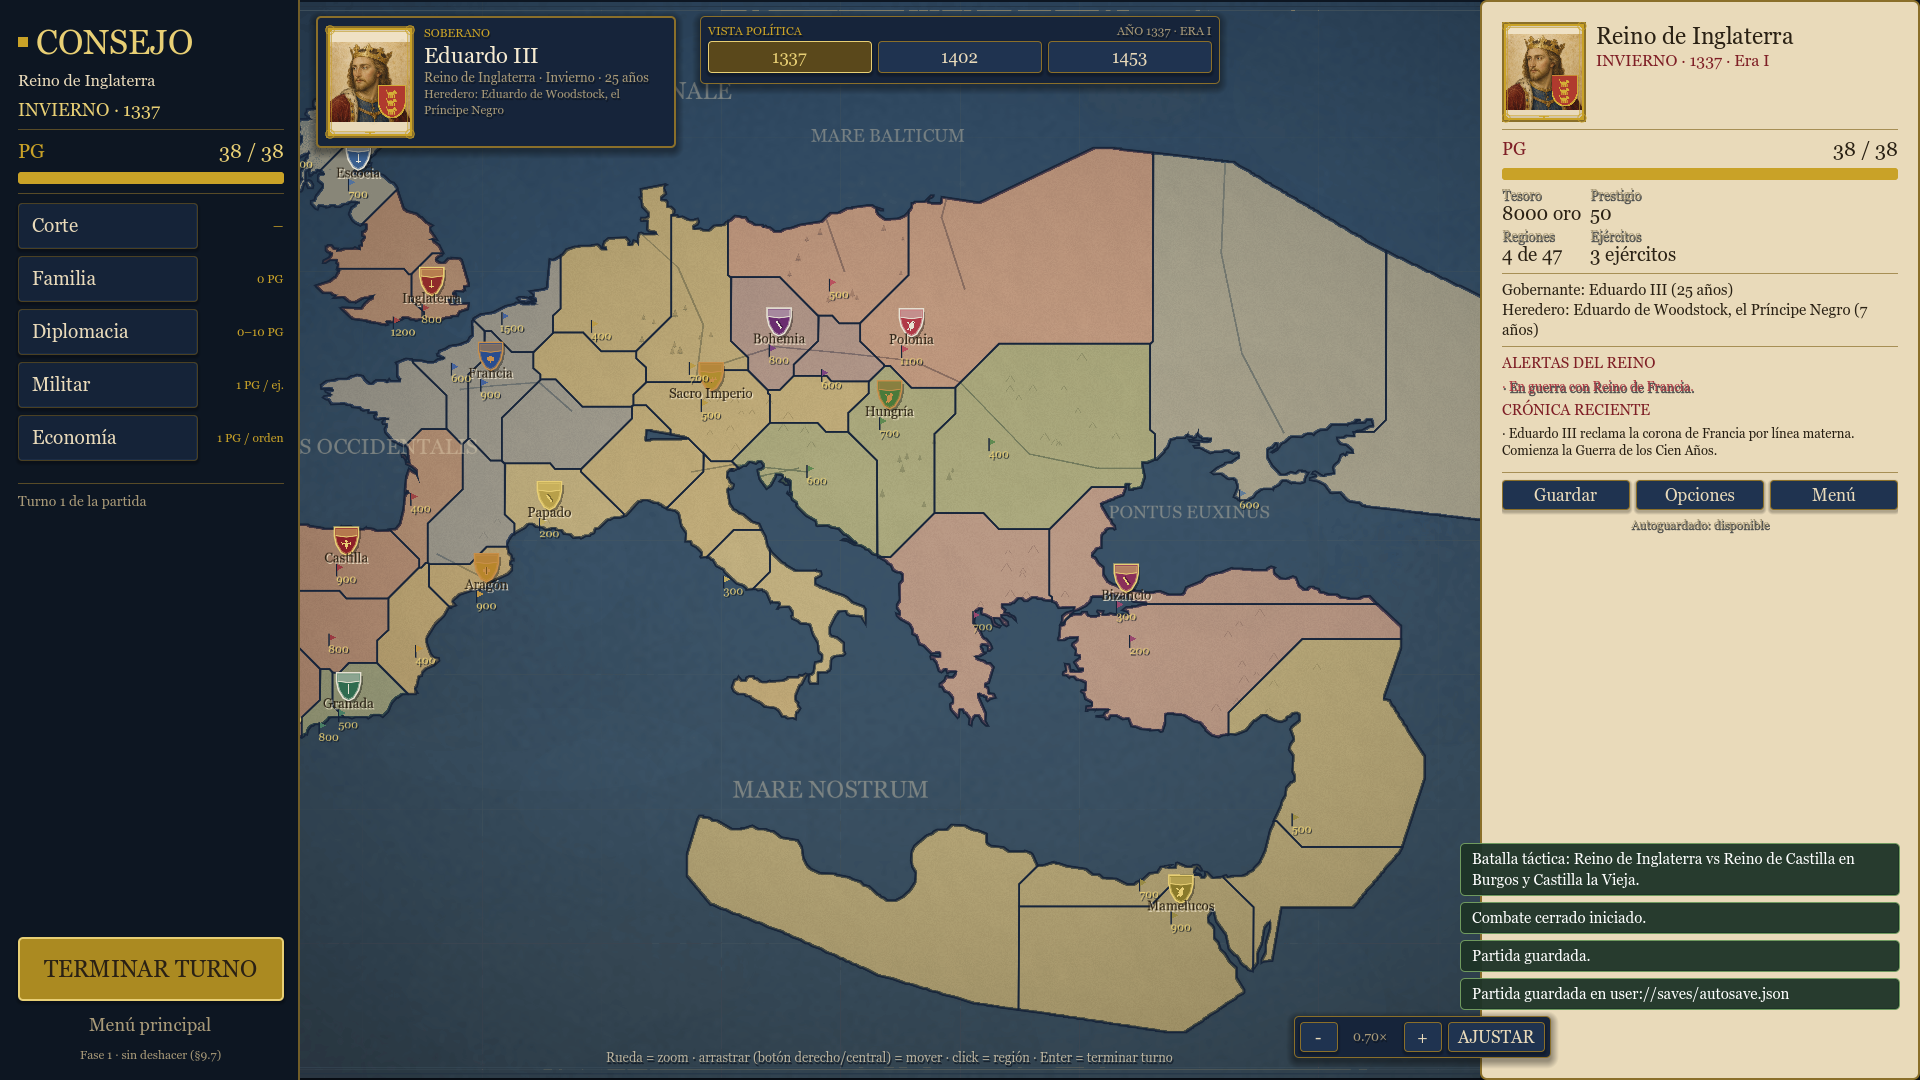 CONSEJO
Reino de Inglaterra
INVIERNO · 1337
PG 38 / 38
Corte –
Familia 0 PG
Diplomacia 0–10 PG
Militar 1 PG / ej.
Economía 1 PG / orden
Turno 1 de la partida
TERMINAR TURNO
Menú principal
Fase 1 · sin deshacer (§9.7)
SOBERANO
Eduardo III
Reino de Inglaterra · Invierno · 25 años
Heredero: Eduardo de Woodstock, el
Príncipe Negro
VISTA POLÍTICA AÑO 1337 · ERA I
1337 1402 1453
NALE
MARE BALTICUM
Escocia
700
Inglaterra
800
1200
1500
400
500
Bohemia
800
Polonia
1100
Francia
600
900
700
Sacro Imperio
500
600
Hungría
700
S OCCIDENTALIS
400
600
400
Papado
200
PONTUS EUXINUS
600
Castilla
900
Aragón
900
300
Bizancio
300
700
200
800
400
Granada
500
800
MARE NOSTRUM
500
700
Mamelucos
900
Rueda = zoom · arrastrar (botón derecho/central) = mover · click = región · Enter = terminar turno
- 0.70× + AJUSTAR
Reino de Inglaterra
INVIERNO · 1337 · Era I
PG 38 / 38
Tesoro Prestigio
8000 oro 50
Regiones Ejércitos
4 de 47 3 ejércitos
Gobernante: Eduardo III (25 años)
Heredero: Eduardo de Woodstock, el Príncipe Negro (7
años)
ALERTAS DEL REINO
· En guerra con Reino de Francia.
CRÓNICA RECIENTE
· Eduardo III reclama la corona de Francia por línea materna.
Comienza la Guerra de los Cien Años.
Guardar Opciones Menú
Autoguardado: disponible
Batalla táctica: Reino de Inglaterra vs Reino de Castilla en
Burgos y Castilla la Vieja.
Combate cerrado iniciado.
Partida guardada.
Partida guardada en user://saves/autosave.json